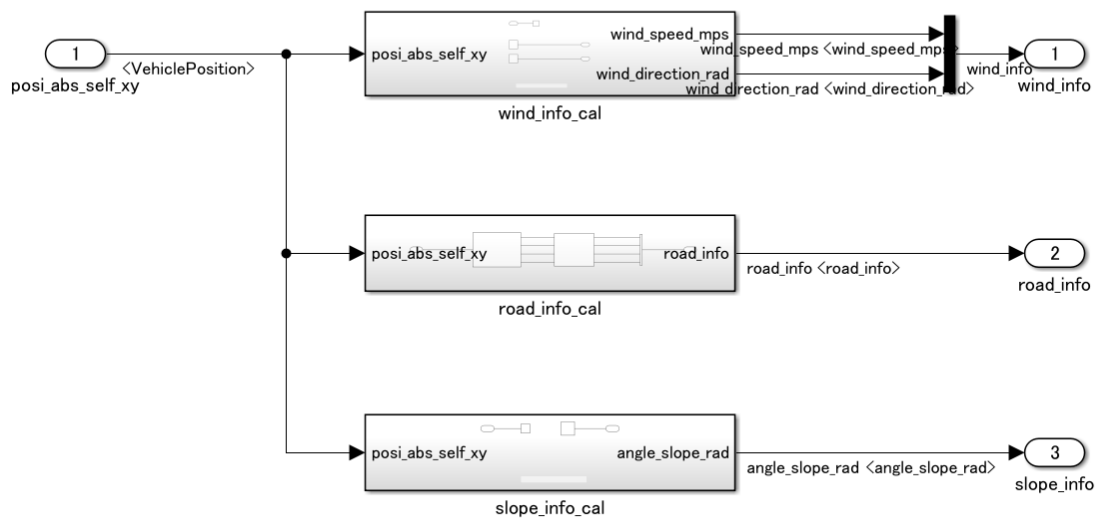 1
posi_abs_self_xy
<VehiclePosition>
posi_abs_self_xy
wind_speed_mps
wind_speed_mps <wind_speed_mps>
wind_direction_rad
wind_direction_rad <wind_direction_rad>
wind_info_cal
wind_info
1
wind_info
posi_abs_self_xy
road_info
road_info_cal
road_info <road_info>
2
road_info
posi_abs_self_xy
angle_slope_rad
slope_info_cal
angle_slope_rad <angle_slope_rad>
3
slope_info